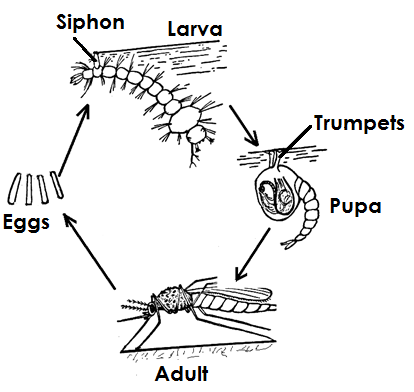 Siphon
Larva
Trumpets
Pupa
Eggs
Adult